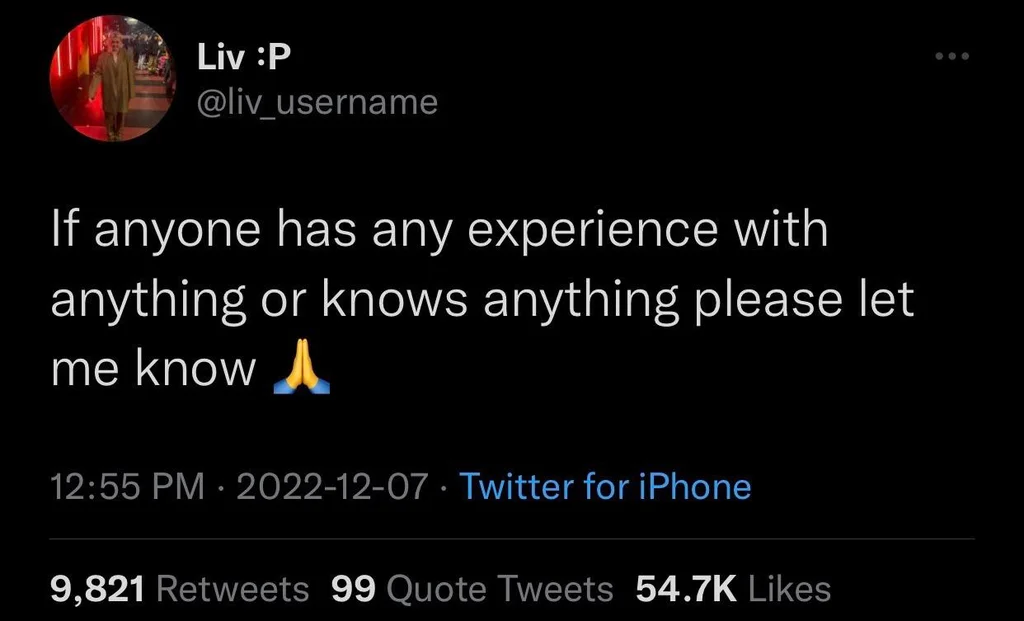 Liv :P
@liv_username
If anyone has any experience with
anything or knows anything please let
me know 🙏
12:55 PM · 2022-12-07 · Twitter for iPhone
9,821 Retweets 99 Quote Tweets 54.7K Likes